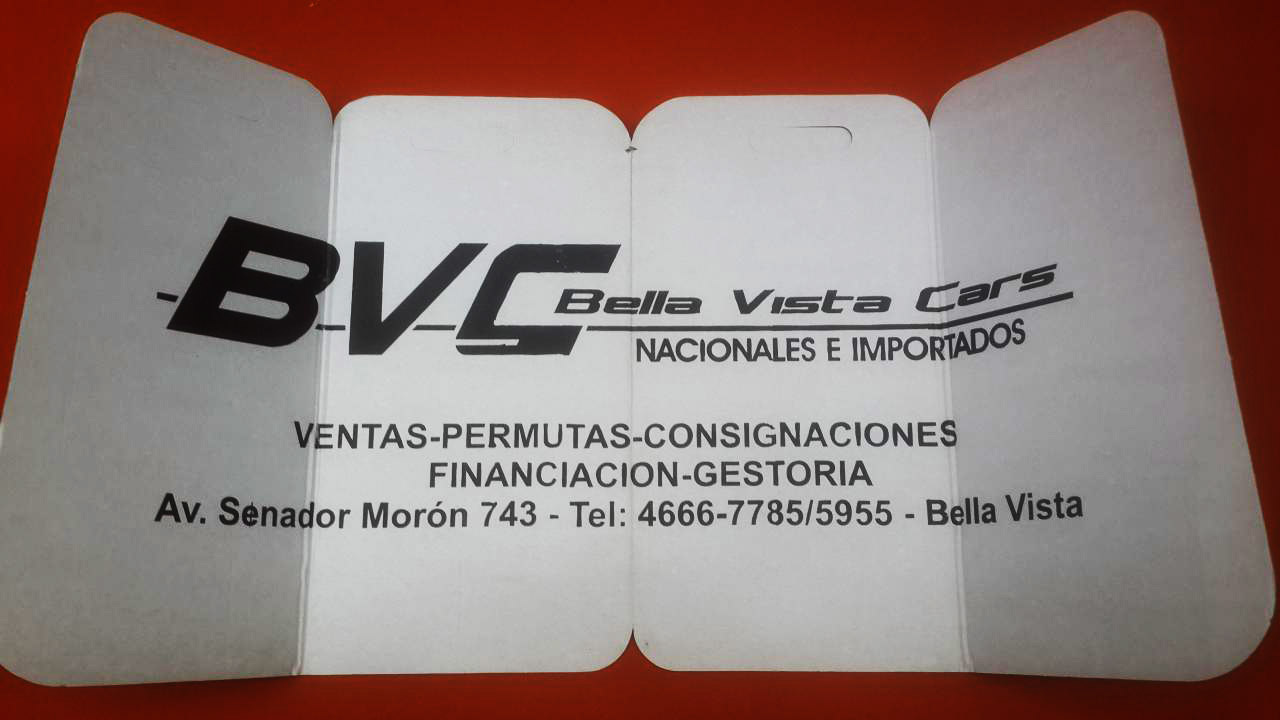 BVC Bella Vista Cars
NACIONALES E IMPORTADOS
VENTAS-PERMUTAS-CONSIGNACIONES
FINANCIACION-GESTORIA
Av. Senador Morón 743 - Tel: 4666-7785/5955 - Bella Vista